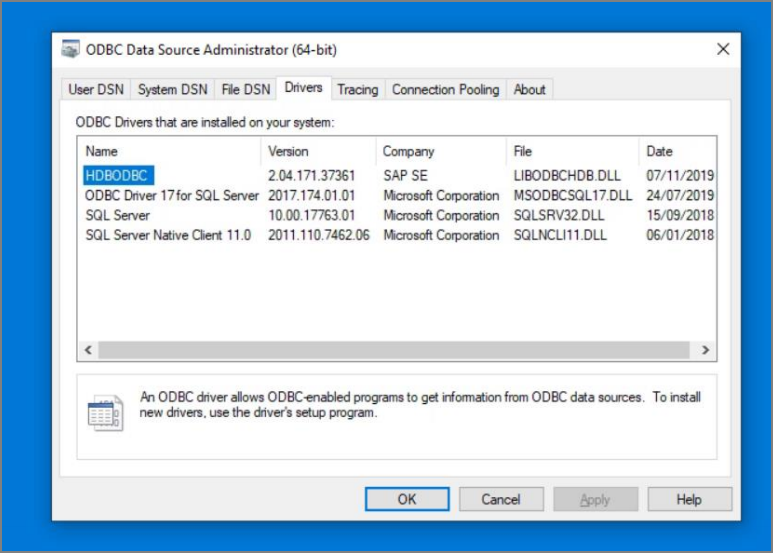 ODBC Data Source Administrator (64-bit)
User DSN System DSN File DSN Drivers Tracing Connection Pooling About
ODBC Drivers that are installed on your system:
Name Version Company File Date
HDBODBC 2.04.171.37361 SAP SE LIBODBCHDB.DLL 07/11/2019
ODBC Driver 17 for SQL Server 2017.174.01.01 Microsoft Corporation MSODBCSQL17.DLL 24/07/2019
SQL Server 10.00.17763.01 Microsoft Corporation SQLSRV32.DLL 15/09/2018
SQL Server Native Client 11.0 2011.110.7462.06 Microsoft Corporation SQLNCLI11.DLL 06/01/2018
An ODBC driver allows ODBC-enabled programs to get information from ODBC data sources. To install
new drivers, use the driver's setup program.
OK Cancel Apply Help